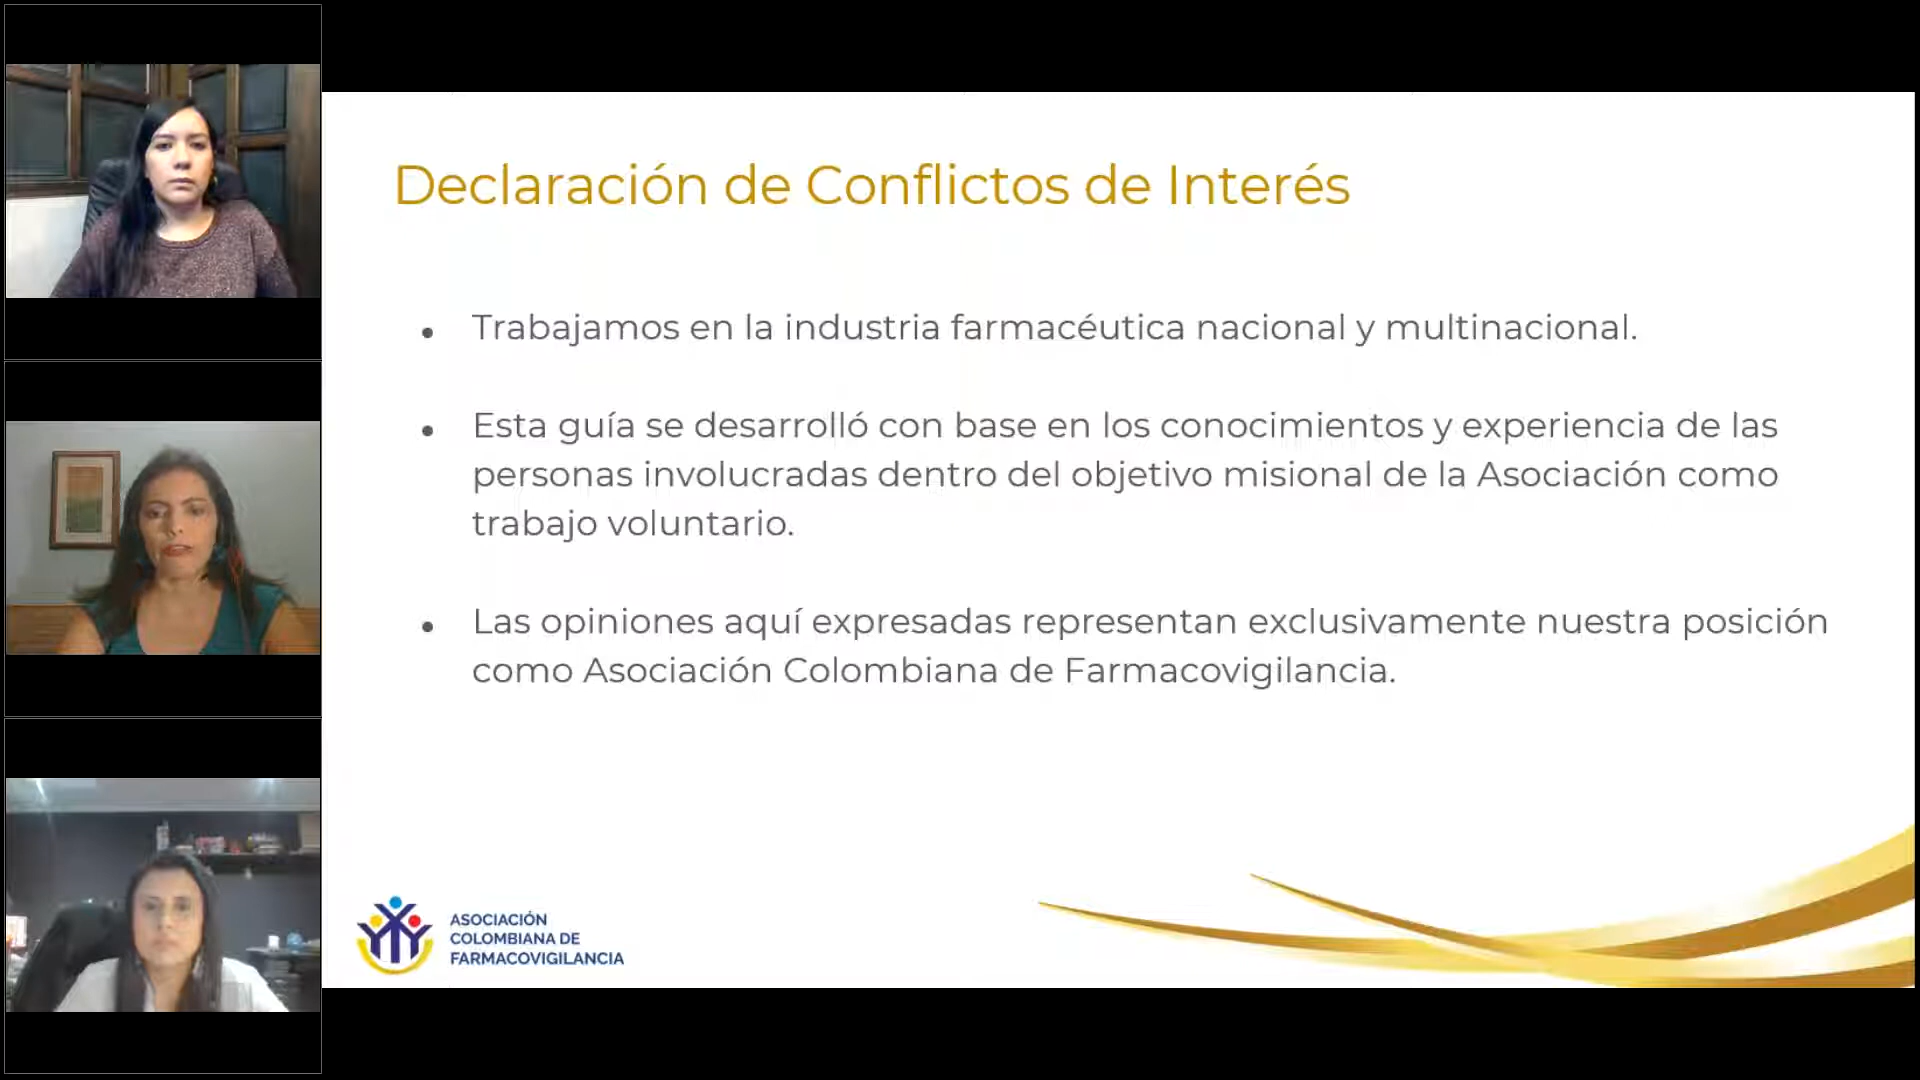 Declaración de Conflictos de Interés
• Trabajamos en la industria farmacéutica nacional y multinacional.
• Esta guía se desarrolló con base en los conocimientos y experiencia de las
personas involucradas dentro del objetivo misional de la Asociación como
trabajo voluntario.
• Las opiniones aquí expresadas representan exclusivamente nuestra posición
como Asociación Colombiana de Farmacovigilancia.
ASOCIACIÓN
COLOMBIANA DE
FARMACOVIGILANCIA